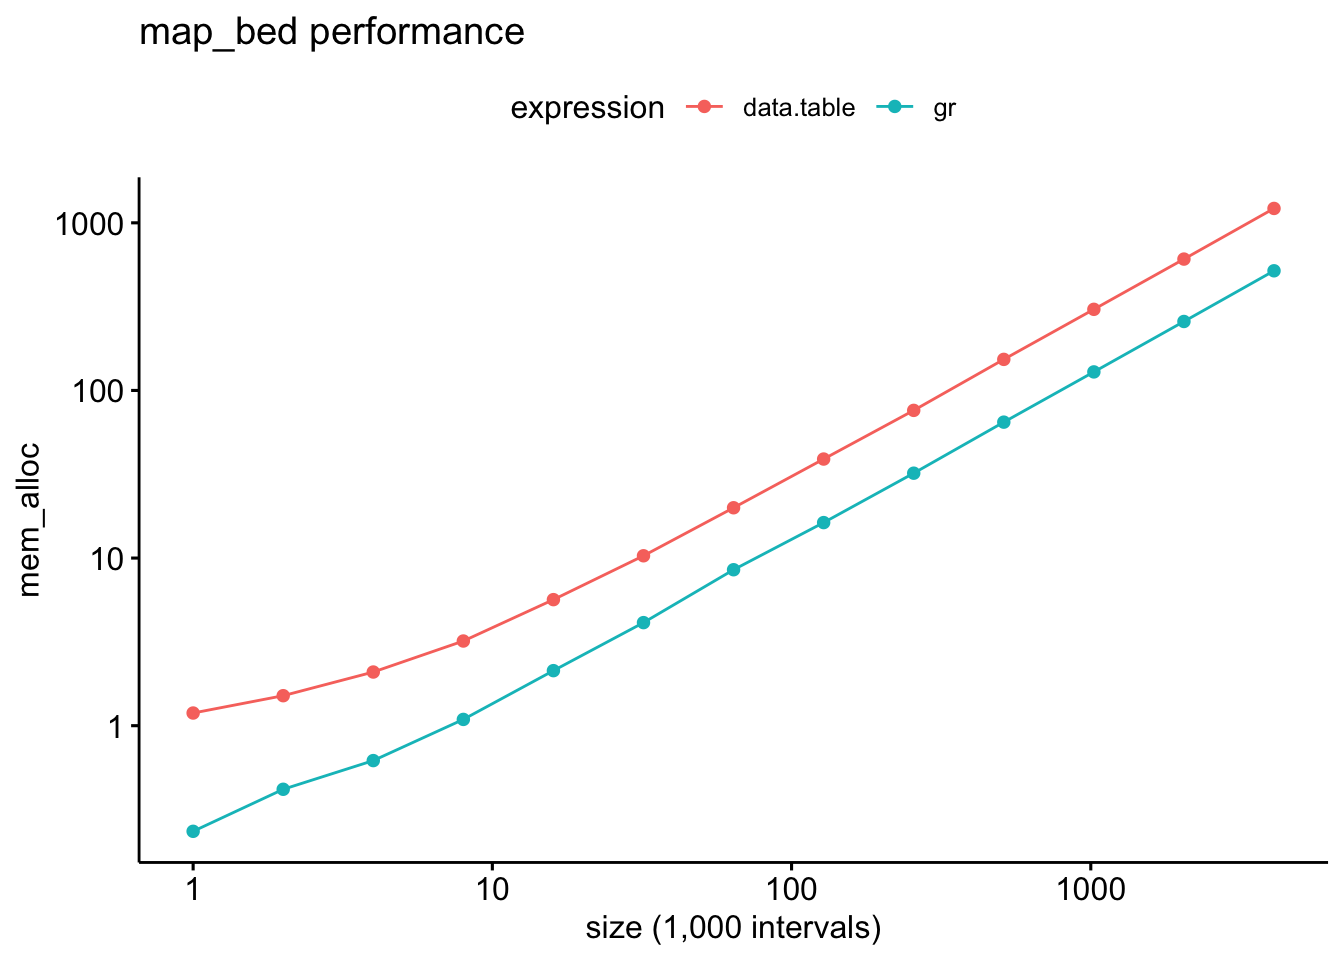 map_bed performance
expression data.table gr
1000
100
10
1
mem_alloc
1 10 100 1000
size (1,000 intervals)